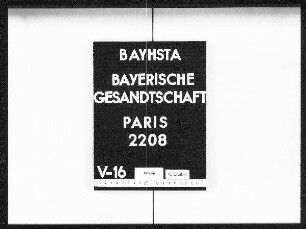 BAYHSTA
BAYERISCHE
GESANDTSCHAFT
PARIS
2208
V-16